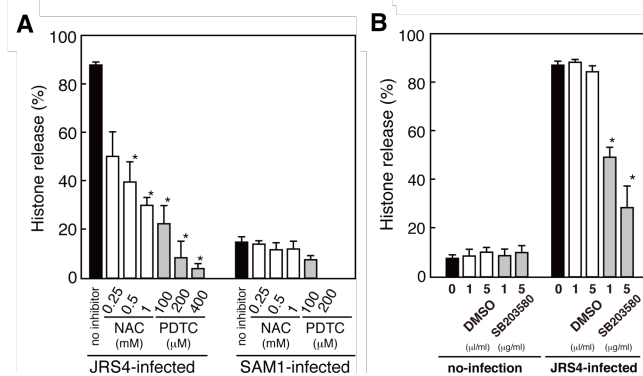 A
Histone release (%)
100
80
60
40
20
0
*
*
*
*
*
no inhibitor
0.25
0.5
1
100
200
400
NAC
(mM)
PDTC
(μM)
JRS4-infected
no inhibitor
0.25
0.5
1
100
200
NAC
(mM)
PDTC
(μM)
SAM1-infected
B
Histone release (%)
100
80
60
40
20
0
*
*
0 1 5 1 5
DMSO
SB203580
(μl/ml) (μg/ml)
no-infection
0 1 5 1 5
DMSO
SB203580
(μl/ml) (μg/ml)
JRS4-infected